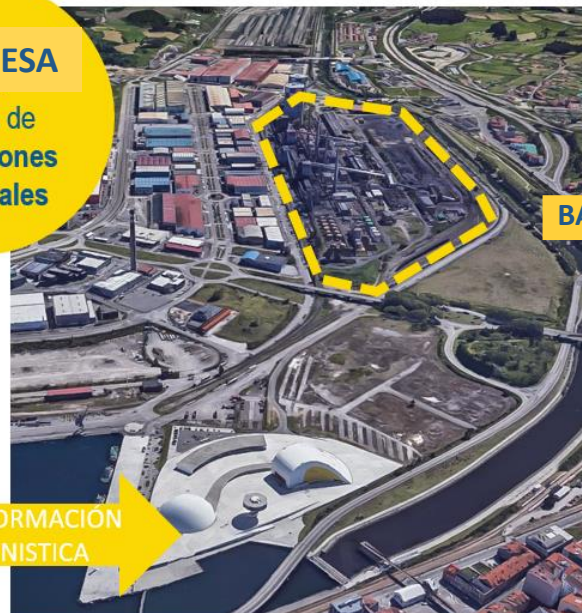 ESA
de
ones
ales
BA
ORMACIÓN
NISTICA